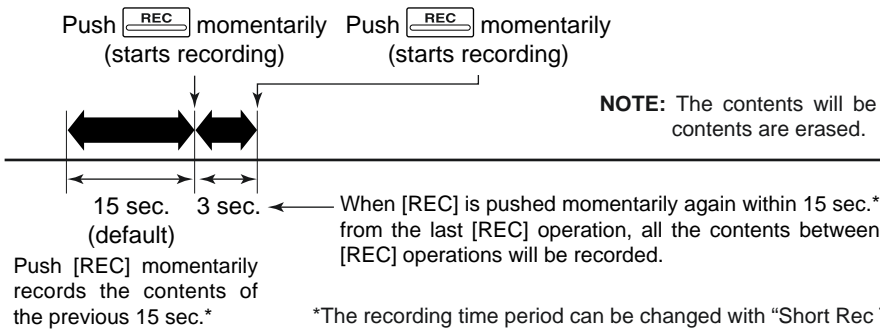 Push REC momentarily
(starts recording)
Push REC momentarily
(starts recording)
NOTE: The contents will be
contents are erased.
15 sec.
(default)
3 sec.
When [REC] is pushed momentarily again within 15 sec.*
from the last [REC] operation, all the contents between
[REC] operations will be recorded.
Push [REC] momentarily
records the contents of
the previous 15 sec.*
*The recording time period can be changed with “Short Rec